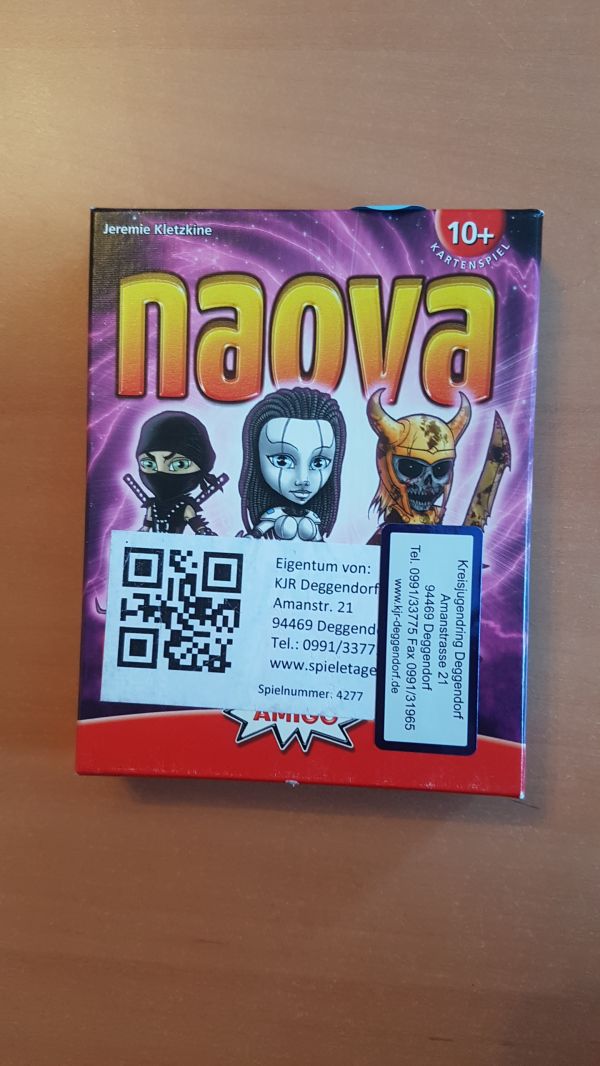 Jeremie Kletzkine
10+
KARTENSPIEL
naova
Eigentum von:
KJR Deggendorf
Amanstr. 21
94469 Deggend
Tel.: 0991/3377
www.spieletage
Spielnummer: 4277
Kreisjugendring Deggendorf
Amanstrasse 21
94469 Deggendorf
Tel. 0991/33775 Fax 0991/31965
www.kjr-deggendorf.de
AMIGO